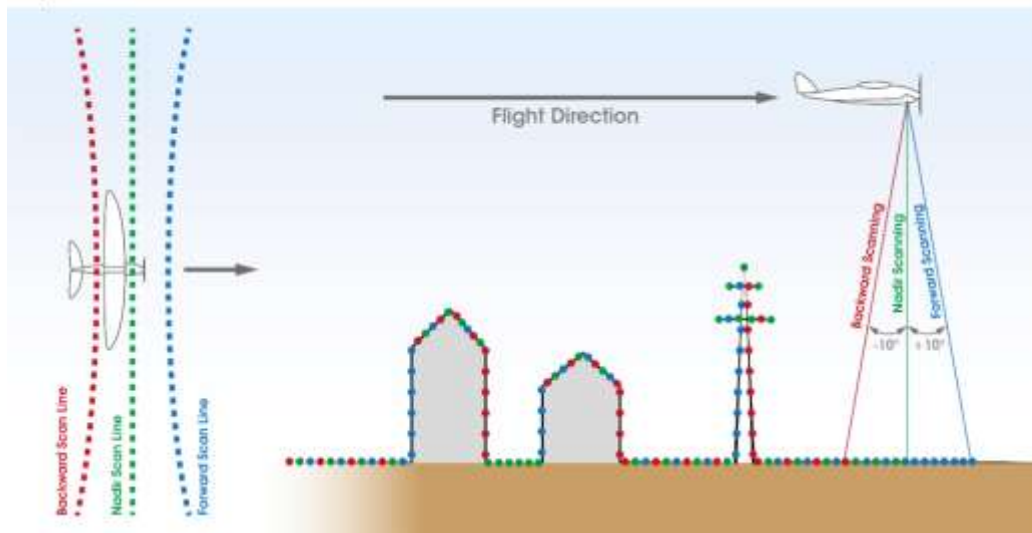 Flight Direction
Backward Scanning
Nadir Scanning
Forward Scanning
-10°
+10°
Backward Scan Line
Nadir Scan Line
Forward Scan Line